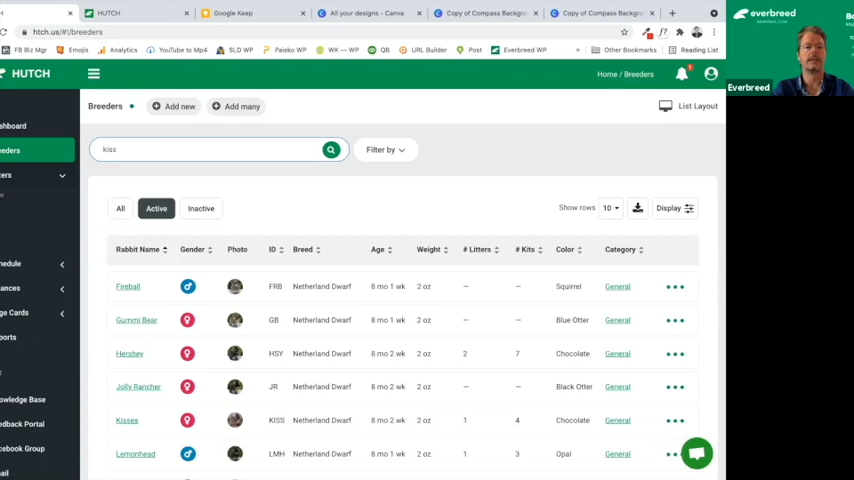 HUTCH
Google Keep
All your designs - Canva
Copy of Compass Backgro
Copy of Compass Backgro
htch.us/#!/breeders
FB Biz Mgr
Emojis
Analytics
YouTube to Mp4
SLD WP
Paieko WP
WK — WP
QB
URL Builder
Post
Everbreed WP
»
Other Bookmarks
Reading List
everbreed
HUTCH
Home / Breeders
Everbreed
Breeders
Add new
Add many
List Layout
shboard
eeders
ters
hedule
ances
ge Cards
ports
owledge Base
edback Portal
cebook Group
ail
kiss
Filter by
All
Active
Inactive
Show rows
10
Display
Rabbit Name Gender Photo ID Breed Age Weight # Litters # Kits Color Category
Fireball FRB Netherland Dwarf 8 mo 1 wk 2 oz — — Squirrel General
Gummi Bear GB Netherland Dwarf 8 mo 1 wk 2 oz — — Blue Otter General
Hershey HSY Netherland Dwarf 8 mo 2 wk 2 oz 2 7 Chocolate General
Jolly Rancher JR Netherland Dwarf 8 mo 2 wk 2 oz — — Black Otter General
Kisses KISS Netherland Dwarf 8 mo 2 wk 2 oz 1 4 Chocolate General
Lemonhead LMH Netherland Dwarf 8 mo 1 wk 2 oz 1 3 Opal General